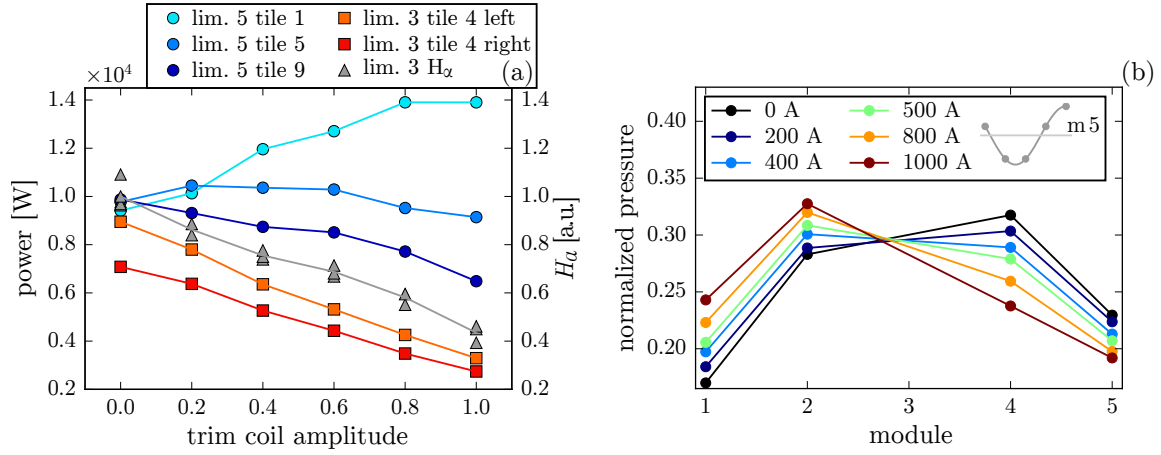 lim. 5 tile 1
lim. 5 tile 5
lim. 5 tile 9
lim. 3 tile 4 left
lim. 3 tile 4 right
lim. 3 Hα
(a)
×10⁴
1.4
1.2
1.0
0.8
0.6
0.4
0.2
power [W]
1.4
1.2
1.0
0.8
0.6
0.4
0.2
Hα [a.u.]
0.0 0.2 0.4 0.6 0.8 1.0
trim coil amplitude
(b)
0 A
200 A
400 A
500 A
800 A
1000 A
m 5
0.40
0.35
0.30
0.25
0.20
normalized pressure
1 2 3 4 5
module